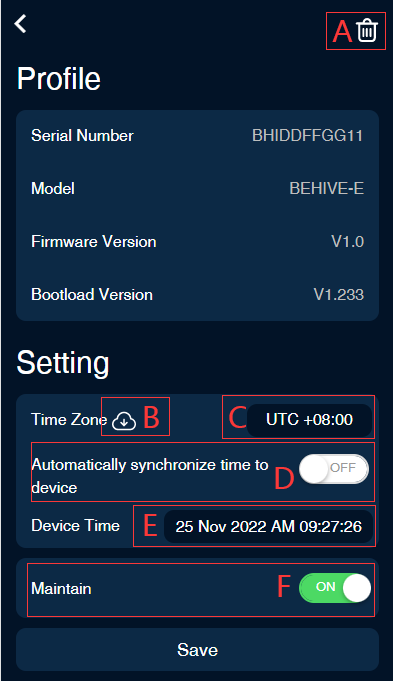 A
Profile
Serial Number BHIDDFFGG11
Model BEHIVE-E
Firmware Version V1.0
Bootload Version V1.233
Setting
Time Zone B C UTC +08:00
Automatically synchronize time to
device D OFF
Device Time E 25 Nov 2022 AM 09:27:26
Maintain F ON
Save